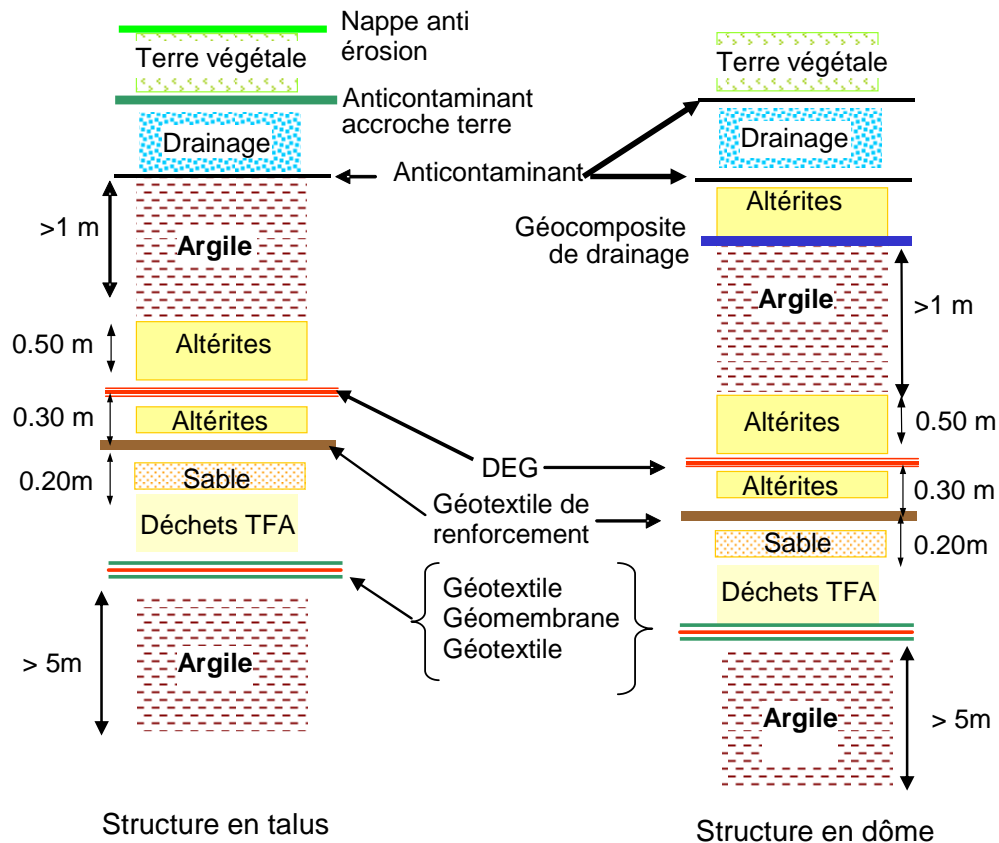 Nappe anti
érosion
Terre végétale
Anticontaminant
accroche terre
Drainage
Anticontaminant
>1 m
Argile
0.50 m
Altérites
0.30 m
Altérites
DEG
0.20m
Sable
Géotextile de
renforcement
Déchets TFA
Géotextile
Géomembrane
Géotextile
> 5m
Argile
Structure en talus
Terre végétale
Drainage
Altérites
Géocomposite
de drainage
Argile
>1 m
Altérites
0.50 m
Altérites
0.30 m
Sable
0.20m
Déchets TFA
Argile
> 5m
Structure en dôme